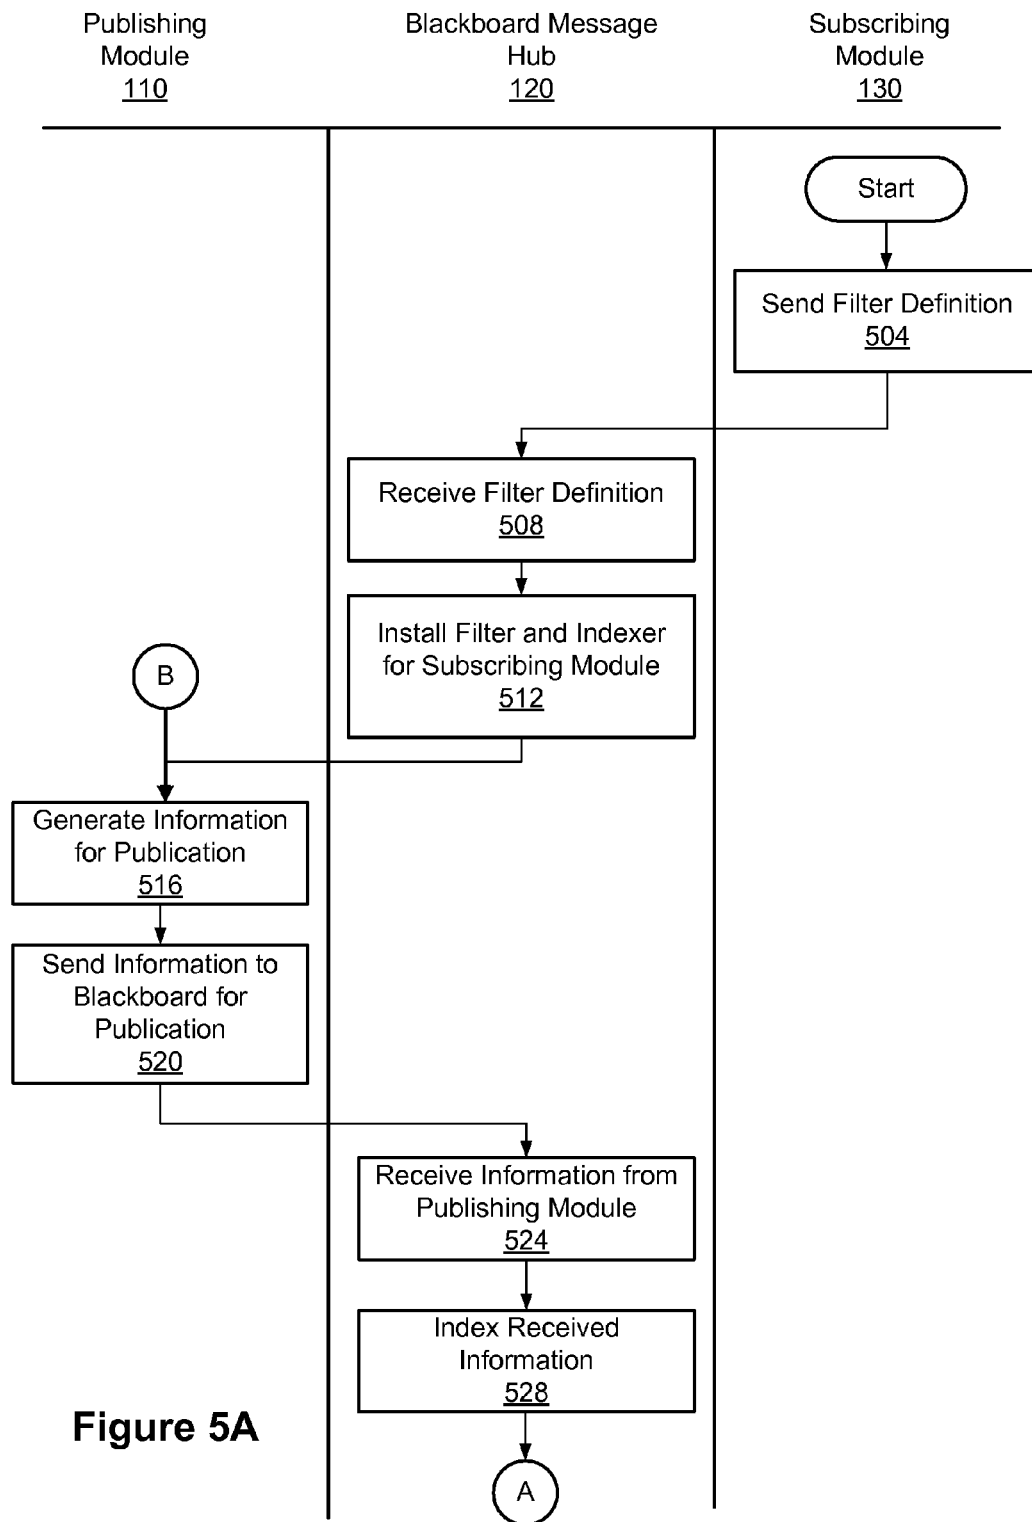 Publishing
Module
110
Blackboard Message
Hub
120
Subscribing
Module
130
Start
Send Filter Definition
504
Receive Filter Definition
508
Install Filter and Indexer
for Subscribing Module
512
B
Generate Information
for Publication
516
Send Information to
Blackboard for
Publication
520
Receive Information from
Publishing Module
524
Index Received
Information
528
Figure 5A
A